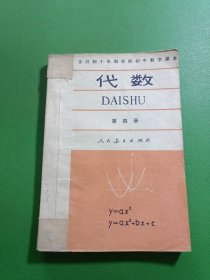 全日制十年制学校初中数学课本
代数
DAISHU
第四册
人民教育出版社
y=ax²
y=ax²+bx+c